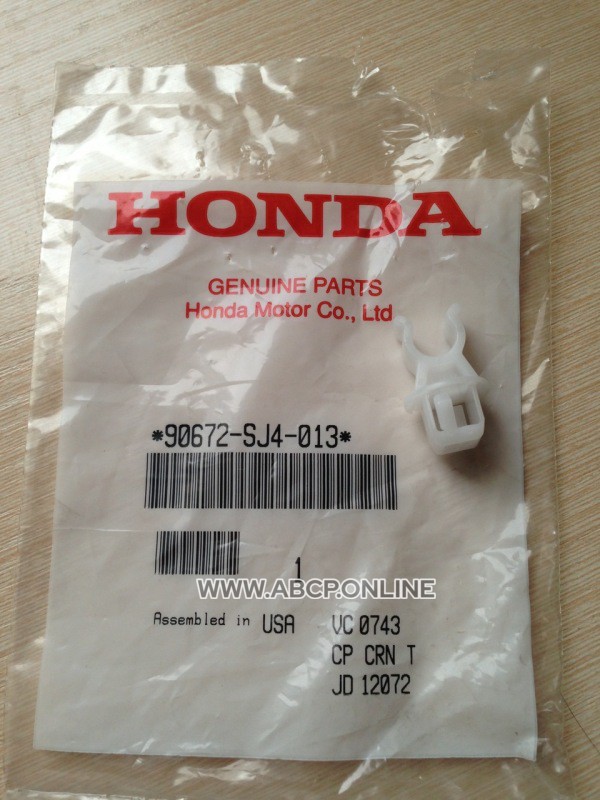 HONDA
GENUINE PARTS
Honda Motor Co., Ltd
*90672-SJ4-013*
1
WWW.ABCP.ONLINE
Assembled in USA VC 0743
CP CRN T
JD 12072